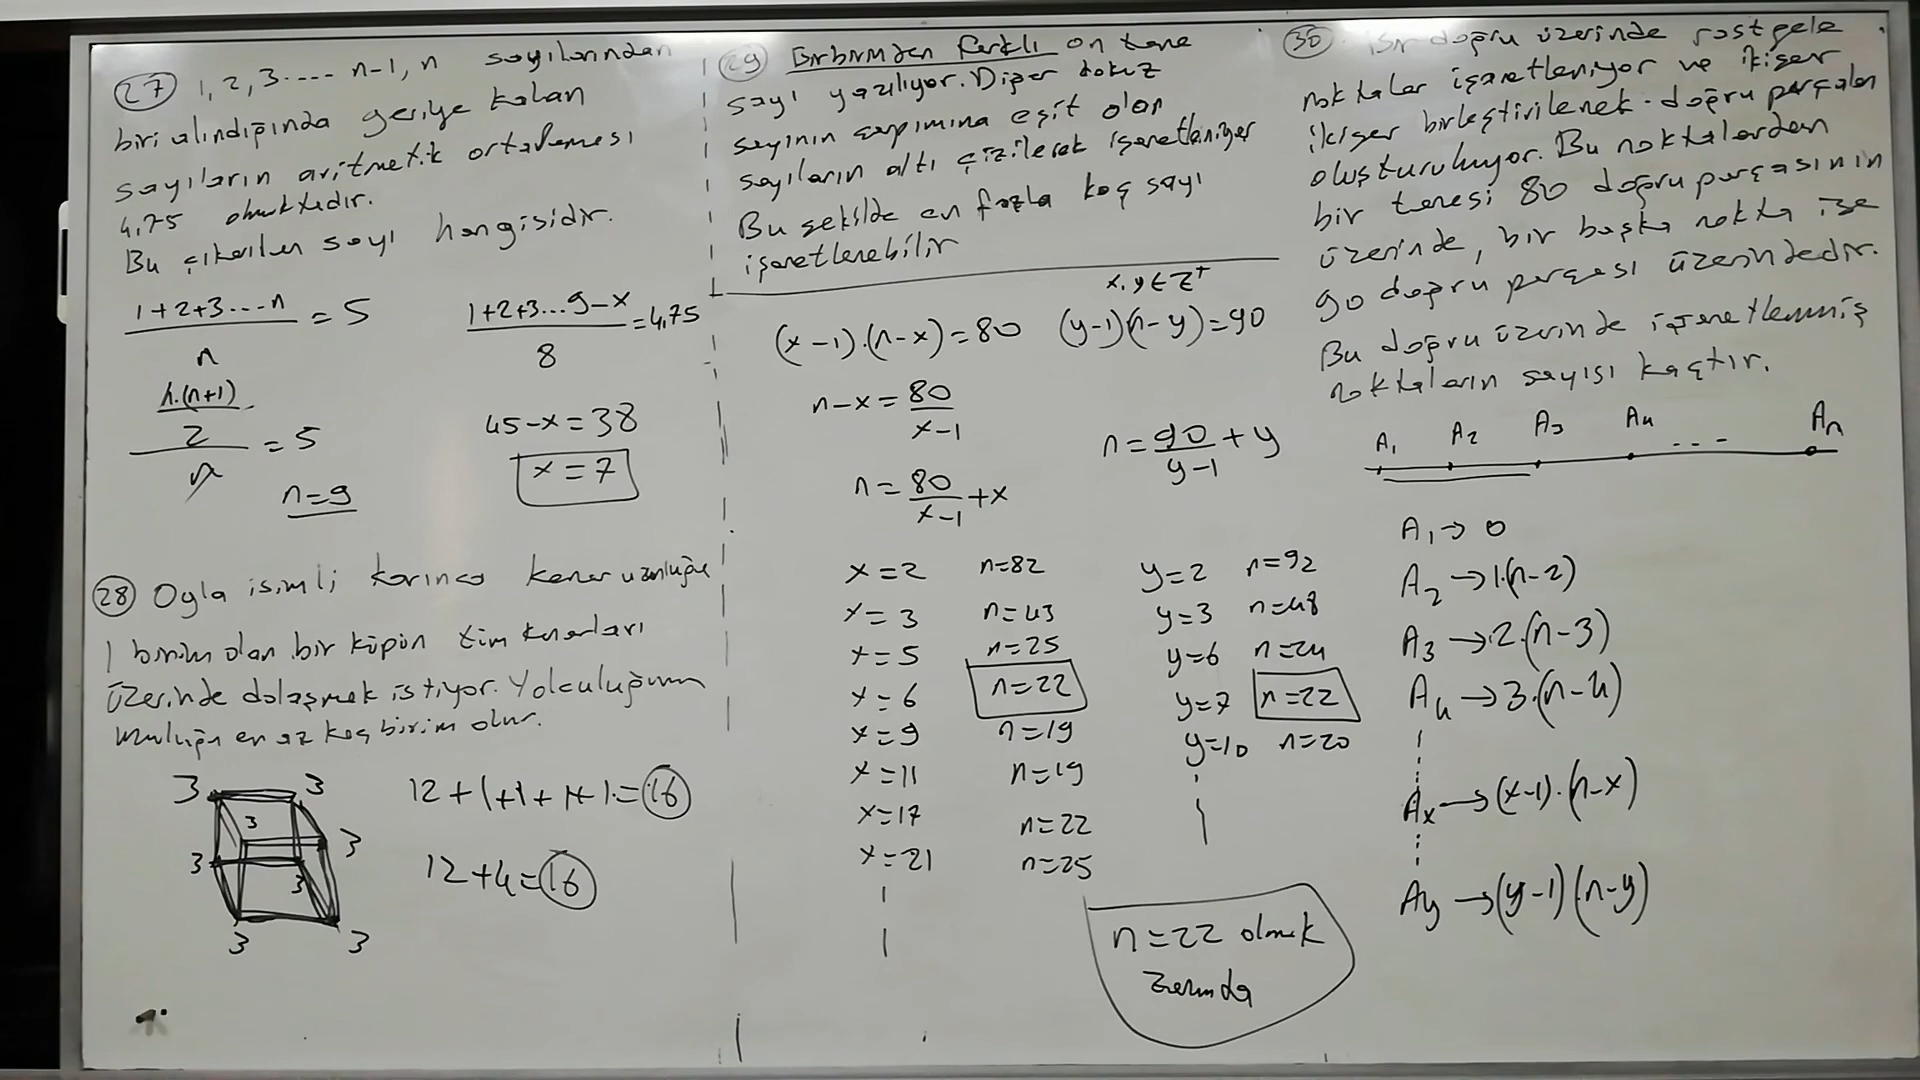 27 1, 2, 3 .... n-1, n sayılarından
biri alındığında geriye kalan
sayıların aritmetik ortalaması
4,75 olmaktadır.
Bu çıkarılan sayı hangisidir.
1+2+3...n / n = 5
n.(n+1) / 2 / n = 5
n=9
1+2+3...9-x / 8 = 4,75
45-x=38
x=7
28 Oyla isimli karınca kenar uzunluğu
1 birim olan bir küpün tüm kenarları
üzerinde dolaşmak istiyor. Yolculuğunun
uzunluğu en az kaç birim olur.
3 3
3 3
3 3
3 3
12+1+1+1+1=16
12+4=16
29 Birbirinden farklı on tane
sayı yazılıyor. Diğer dokuz
sayının çarpımına eşit olan
sayıların altı çizilerek işaretleniyor
Bu şekilde en fazla kaç sayı
işaretlenebilir
30 Bir doğru üzerinde rastgele
noktalar işaretleniyor ve ikişer
ikişer birleştirilerek doğru parçaları
oluşturuluyor. Bu noktalardan
bir tanesi 80 doğru parçasının
üzerinde, bir başka nokta ise
90 doğru parçası üzerindedir.
Bu doğru üzerinde işaretlenmiş
noktaların sayısı kaçtır.
A1 A2 A3 A4 ... An
A1 → 0
A2 → 1.(n-2)
A3 → 2.(n-3)
A4 → 3.(n-4)
Ax → (x-1).(n-x)
Ay → (y-1)(n-y)
x,y∈Z+
(x-1).(n-x)=80 (y-1)(n-y)=90
n-x = 80 / x-1
n = 80 / x-1 + x
n = 90 / y-1 + y
x=2 n=82 y=2 n=92
x=3 n=43 y=3 n=48
x=5 n=25 y=6 n=24
x=6 n=22 y=7 n=22
x=9 n=19 y=10 n=20
x=11 n=19
x=17 n=22
x=21 n=25
n=22 olmak
zorunda